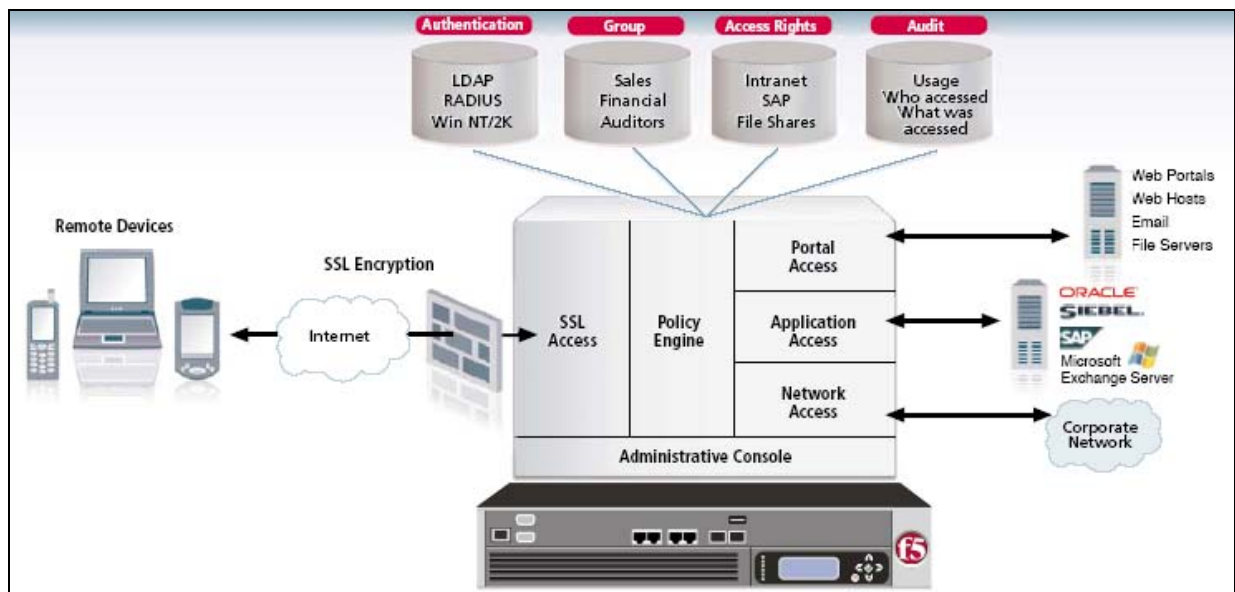 Authentication
Group
Access Rights
Audit
LDAP
RADIUS
Win NT/2K
Sales
Financial
Auditors
Intranet
SAP
File Shares
Usage
Who accessed
What was
accessed
Remote Devices
SSL Encryption
Internet
SSL
Access
Policy
Engine
Portal
Access
Application
Access
Network
Access
Administrative Console
Web Portals
Web Hosts
Email
File Servers
ORACLE
SIEBEL.
SAP
Microsoft
Exchange Server
Corporate
Network
f5